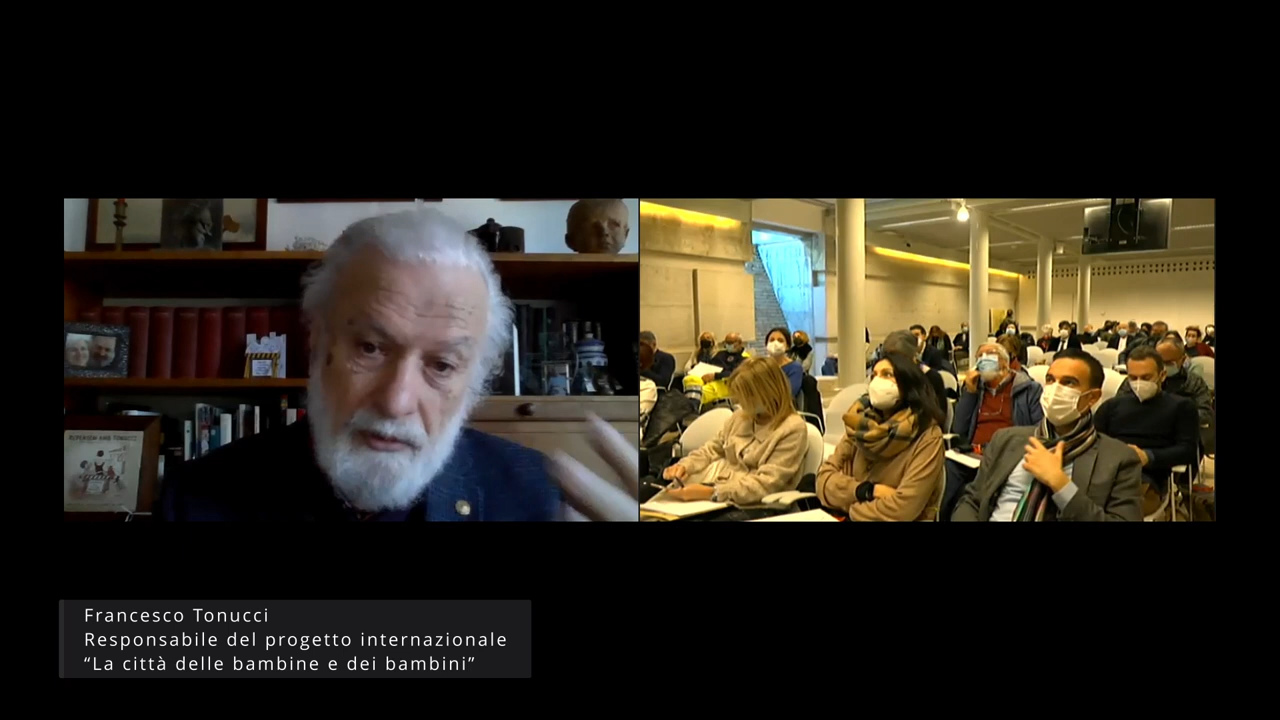 Francesco Tonucci
Responsabile del progetto internazionale
“La città delle bambine e dei bambini”